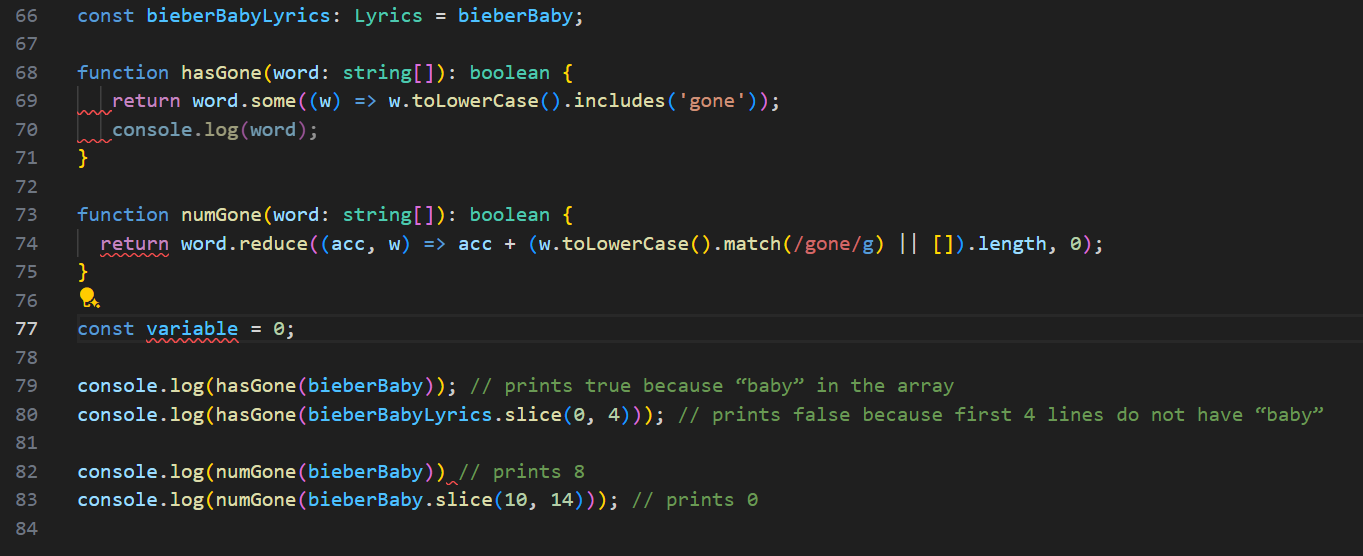 66 const bieberBabyLyrics: Lyrics = bieberBaby;
67
68 function hasGone(word: string[]): boolean {
69    return word.some((w) => w.toLowerCase().includes('gone'));
70    console.log(word);
71 }
72
73 function numGone(word: string[]): boolean {
74   return word.reduce((acc, w) => acc + (w.toLowerCase().match(/gone/g) || []).length, 0);
75 }
76
77 const variable = 0;
78
79 console.log(hasGone(bieberBaby)); // prints true because “baby” in the array
80 console.log(hasGone(bieberBabyLyrics.slice(0, 4))); // prints false because first 4 lines do not have “baby”
81
82 console.log(numGone(bieberBaby)) // prints 8
83 console.log(numGone(bieberBaby.slice(10, 14))); // prints 0
84